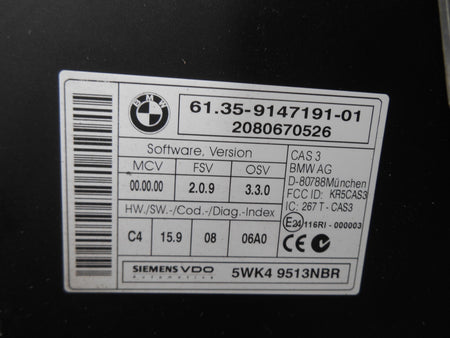 BMW
61.35-9147191-01
2080670526
Software, Version
MCV FSV OSV
00.00.00 2.0.9 3.3.0
HW./SW.-/Cod.-/Diag.-Index
C4 15.9 08 06A0
CAS 3
BMW AG
D-80788München
FCC ID: KR5CAS3
IC: 267 T - CAS3
E24 116RI - 000003
CE
SIEMENS VDO
Automotive
5WK4 9513NBR